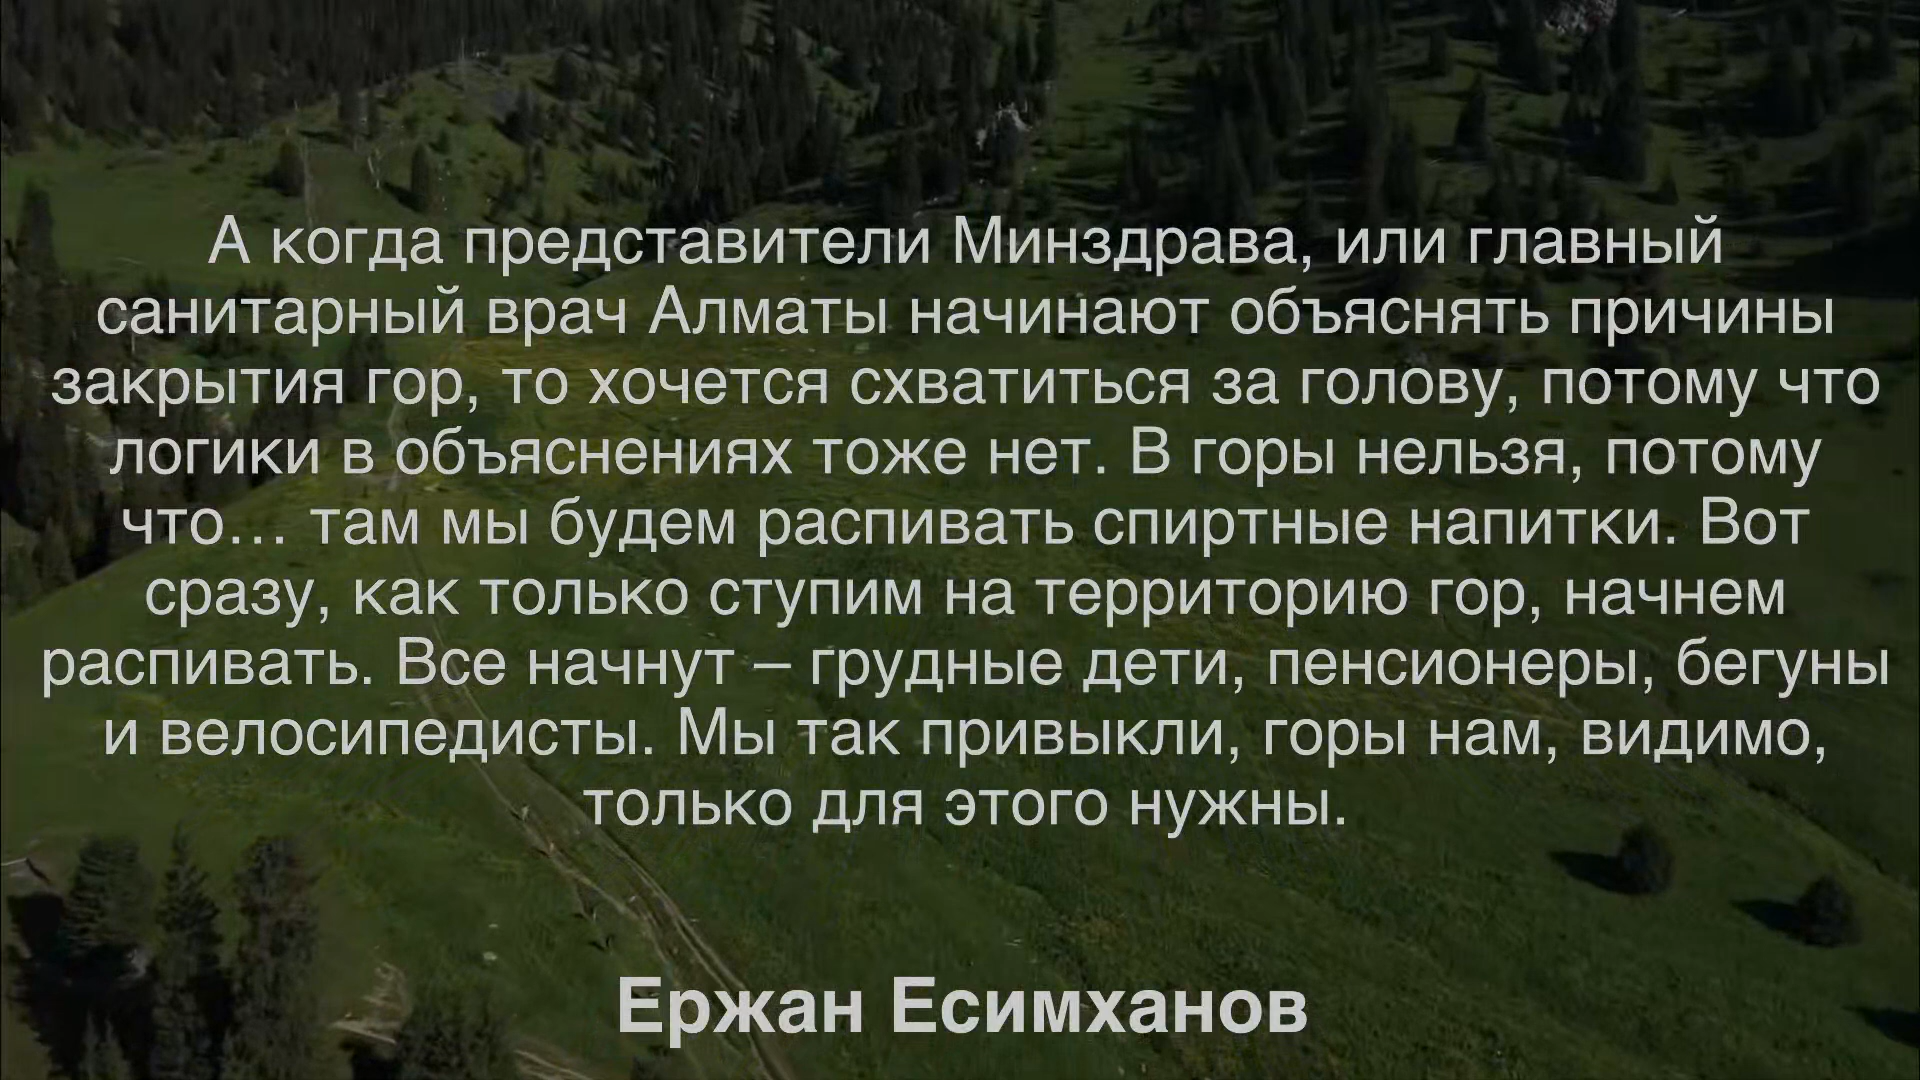 А когда представители Минздрава, или главный
санитарный врач Алматы начинают объяснять причины
закрытия гор, то хочется схватиться за голову, потому что
логики в объяснениях тоже нет. В горы нельзя, потому
что… там мы будем распивать спиртные напитки. Вот
сразу, как только ступим на территорию гор, начнем
распивать. Все начнут – грудные дети, пенсионеры, бегуны
и велосипедисты. Мы так привыкли, горы нам, видимо,
только для этого нужны.
Ержан Есимханов